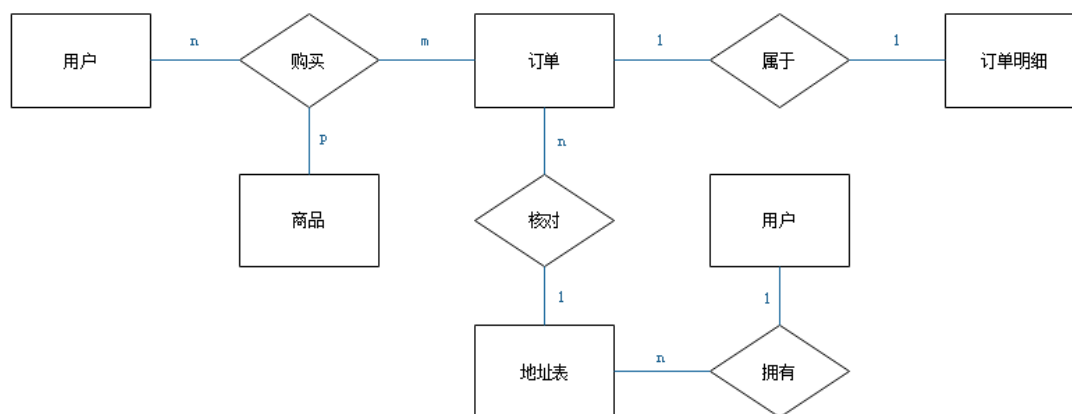 用户 n 购买 m 订单 1 属于 1 订单明细
p n
商品 核对 用户
1 1
地址表 n 拥有